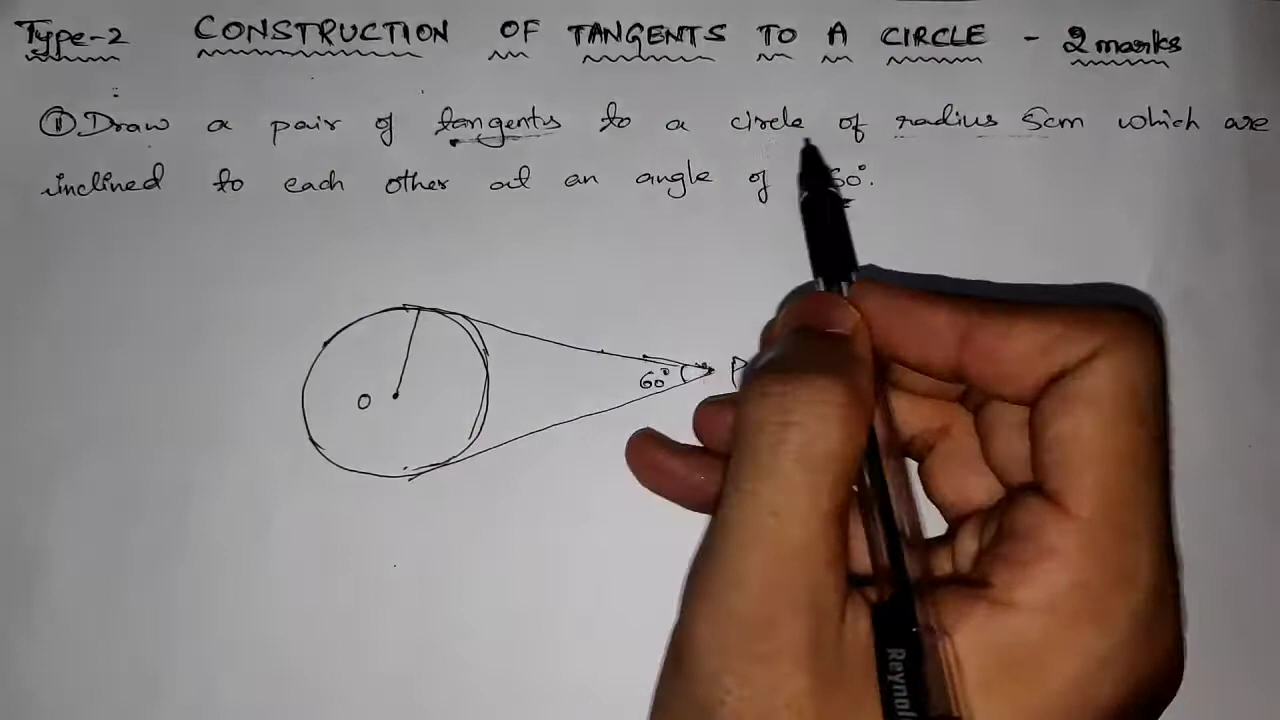 Type-2 CONSTRUCTION OF TANGENTS TO A CIRCLE - 2 marks
① Draw a pair of tangents to a circle of radius 5cm which are
inclined to each other at an angle of 60°.
60° P
O
Reynol